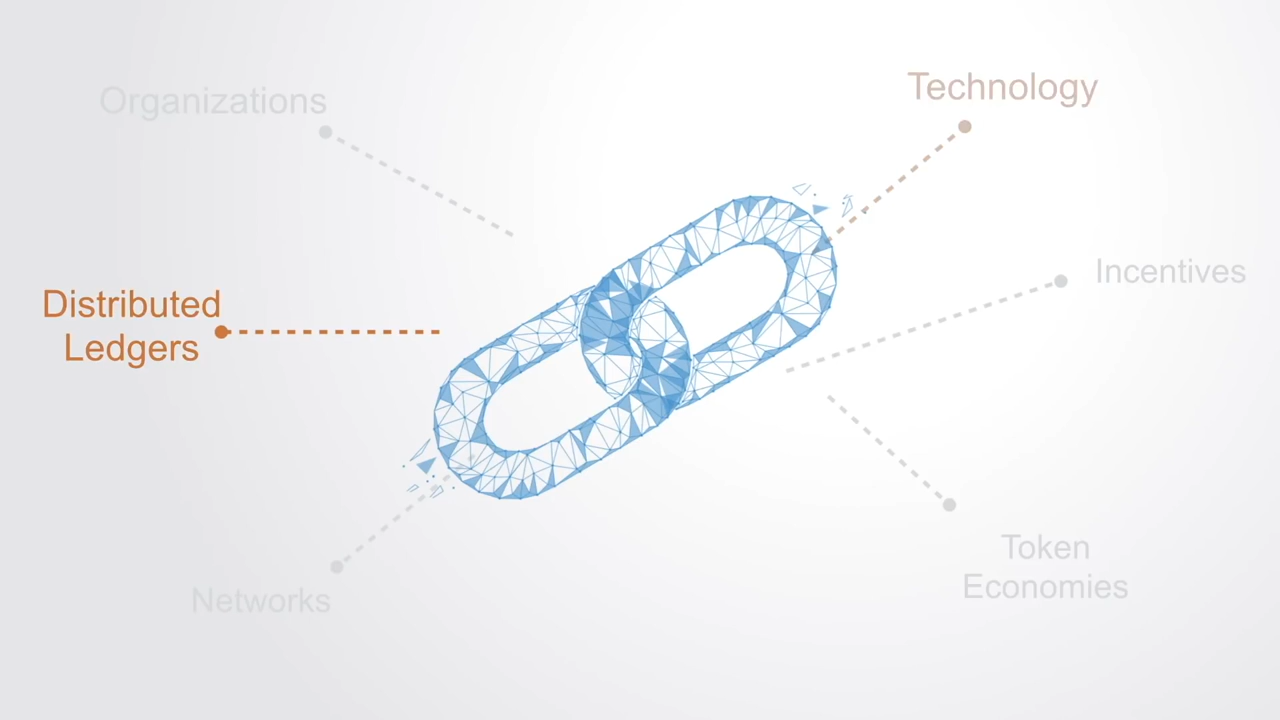 Organizations
Technology
Distributed
Ledgers
Incentives
Token
Economies
Networks